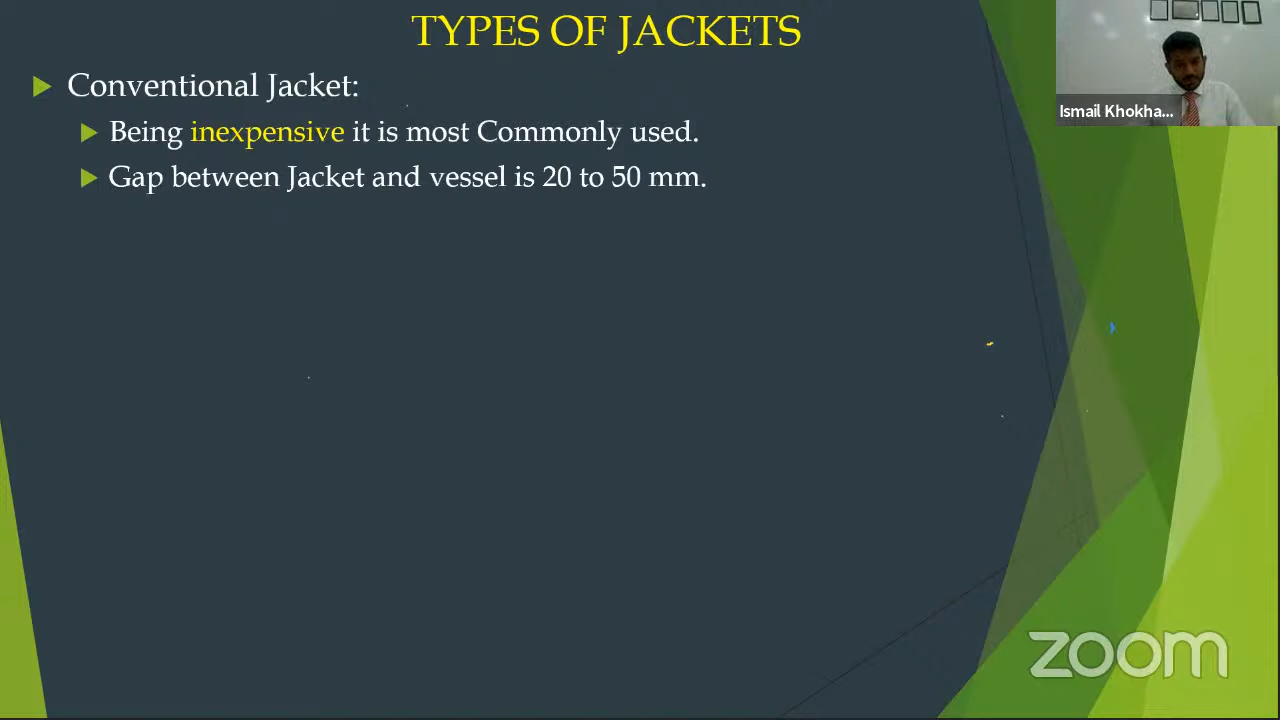 TYPES OF JACKETS
Conventional Jacket:
Being inexpensive it is most Commonly used.
Gap between Jacket and vessel is 20 to 50 mm.
Ismail Khokha...
zoom